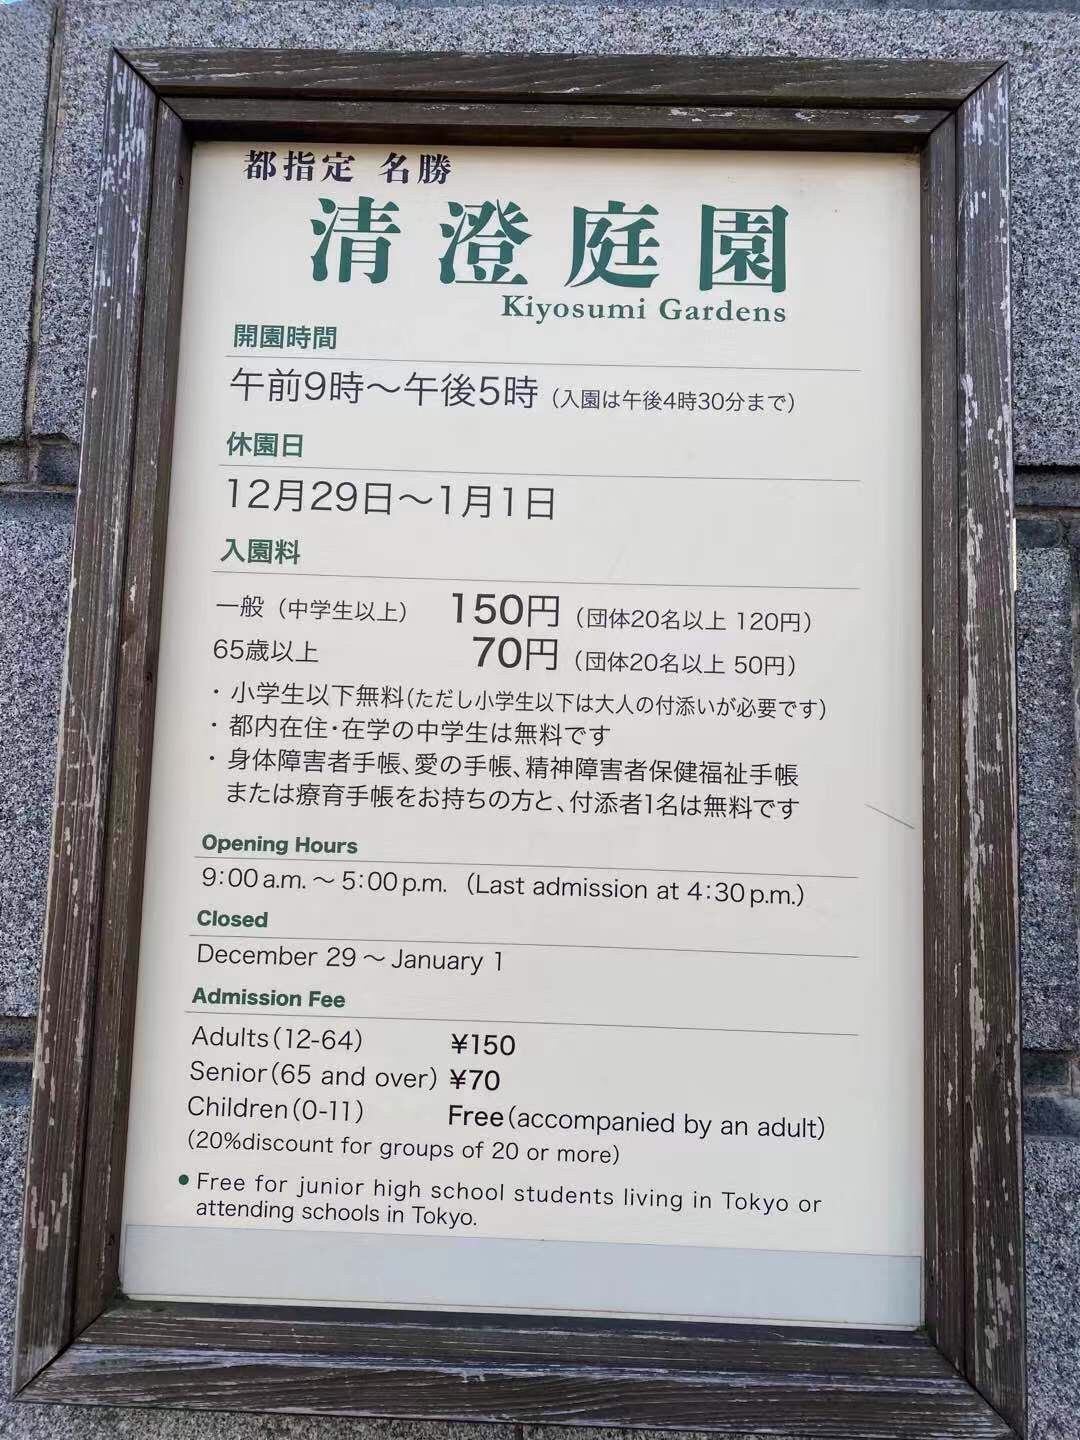 都指定 名勝
清澄庭園
Kiyosumi Gardens
開園時間
午前9時～午後5時（入園は午後4時30分まで）
休園日
12月29日～1月1日
入園料
一般（中学生以上） 150円（団体20名以上 120円）
65歳以上 70円（団体20名以上 50円）
・小学生以下無料（ただし小学生以下は大人の付添いが必要です）
・都内在住・在学の中学生は無料です
・身体障害者手帳、愛の手帳、精神障害者保健福祉手帳
または療育手帳をお持ちの方と、付添者1名は無料です
Opening Hours
9:00 a.m.～5:00 p.m. (Last admission at 4:30 p.m.)
Closed
December 29～January 1
Admission Fee
Adults(12-64) ¥150
Senior(65 and over) ¥70
Children(0-11) Free(accompanied by an adult)
(20%discount for groups of 20 or more)
● Free for junior high school students living in Tokyo or
attending schools in Tokyo.